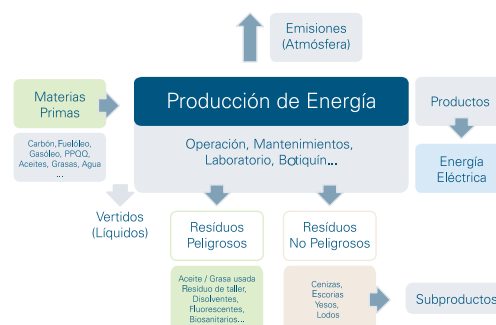 Emisiones
(Atmósfera)
Materias
Primas
Producción de Energía
Productos
Carbón, Fuelóleo,
Gasóleo, PPQQ,
Aceites, Grasas, Agua
...
Operación, Mantenimientos,
Laboratorio, Botiquín...
Energía
Eléctrica
Vertidos
(Líquidos)
Resíduos
Peligrosos
Resíduos
No Peligrosos
Aceite / Grasa usada
Resíduo de taller,
Disolventes,
Fluorescentes,
Biosanitarios...
Cenizas,
Escorias
Yesos,
Lodos
Subproductos